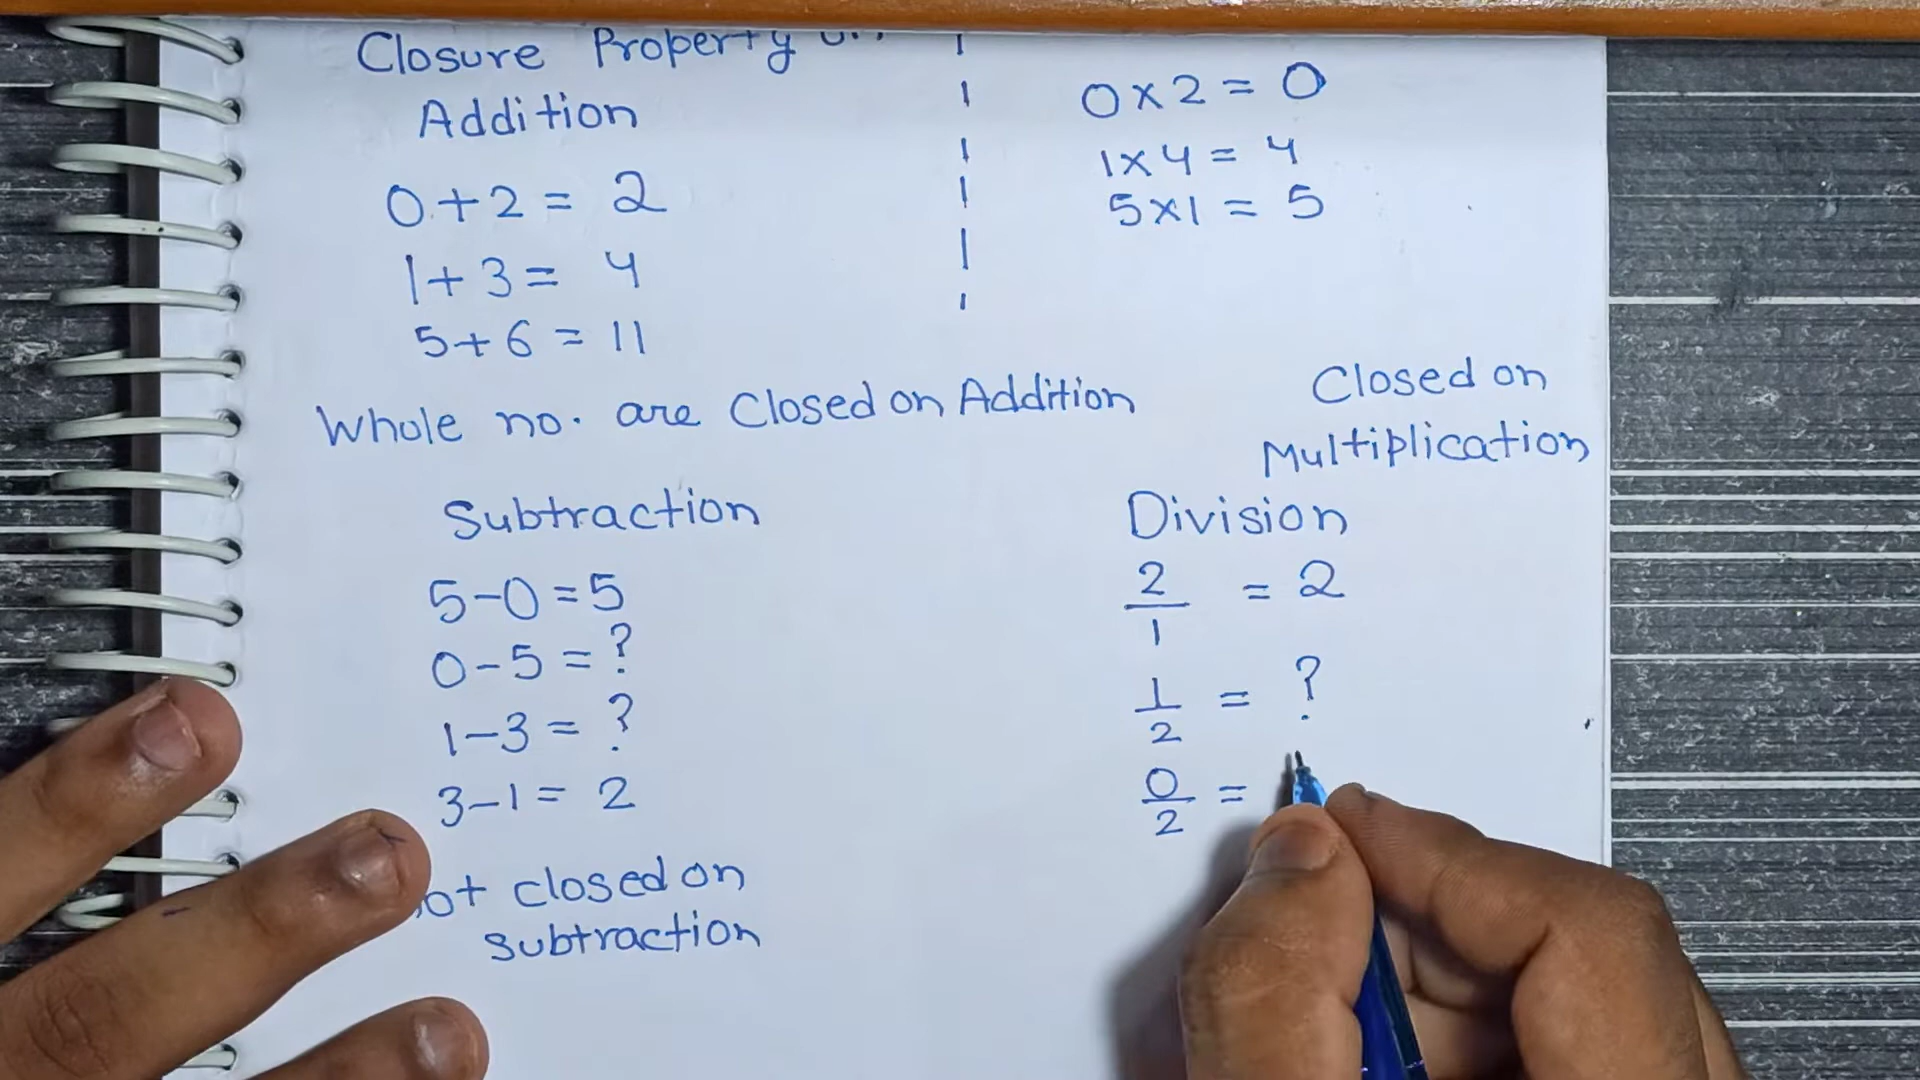 Closure Property on
Addition
0+2 = 2
1+3 = 4
5+6 = 11
0×2 = 0
1×4 = 4
5×1 = 5
Whole no. are Closed on Addition
Closed on
Multiplication
Subtraction
5-0=5
0-5=?
1-3=?
3-1= 2
closed on
subtraction
Division
2/1 = 2
1/2 = ?
0/2 =